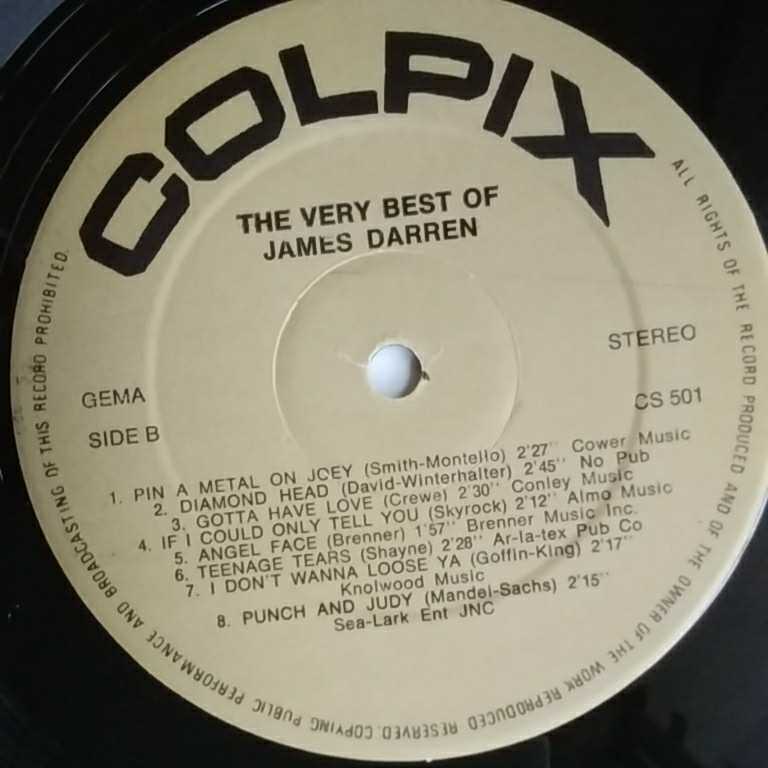 COLPIX
THE VERY BEST OF
JAMES DARREN
STEREO
GEMA
CS 501
SIDE B
1. PIN A METAL ON JOEY (Smith-Montello) 2'27'' Cower Music
2. DIAMOND HEAD (David-Winterhalter) 2'45'' No Pub
3. GOTTA HAVE LOVE (Crewe) 2'30'' Conley Music
4. IF I COULD ONLY TELL YOU (Skyrock) 2'12'' Almo Music
5. ANGEL FACE (Brenner) 1'57'' Brenner Music Inc.
6. TEENAGE TEARS (Shayne) 2'28'' Ar-la-tex Pub Co
7. I DON'T WANNA LOOSE YA (Goffin-King) 2'17''
Knolwood Music
8. PUNCH AND JUDY (Mandel-Sachs) 2'15''
Sea-Lark Ent JNC
ALL RIGHTS OF THE RECORD PRODUCED AND OF THE OWNER OF THE WORK REPRODUCED RESERVED. COPYING PUBLIC PERFORMANCE AND BROADCASTING OF THIS RECORD PROHIBITED.